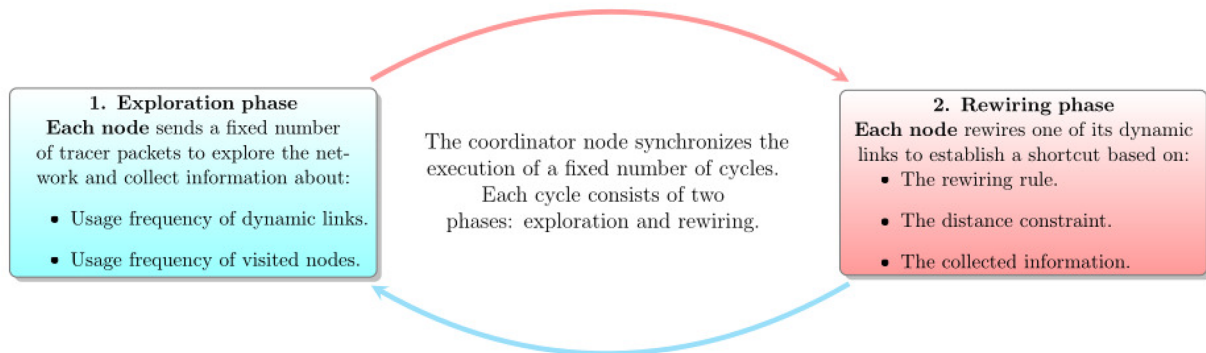 1. Exploration phase
Each node sends a fixed number
of tracer packets to explore the net-
work and collect information about:
• Usage frequency of dynamic links.
• Usage frequency of visited nodes.
The coordinator node synchronizes the
execution of a fixed number of cycles.
Each cycle consists of two
phases: exploration and rewiring.
2. Rewiring phase
Each node rewires one of its dynamic
links to establish a shortcut based on:
• The rewiring rule.
• The distance constraint.
• The collected information.